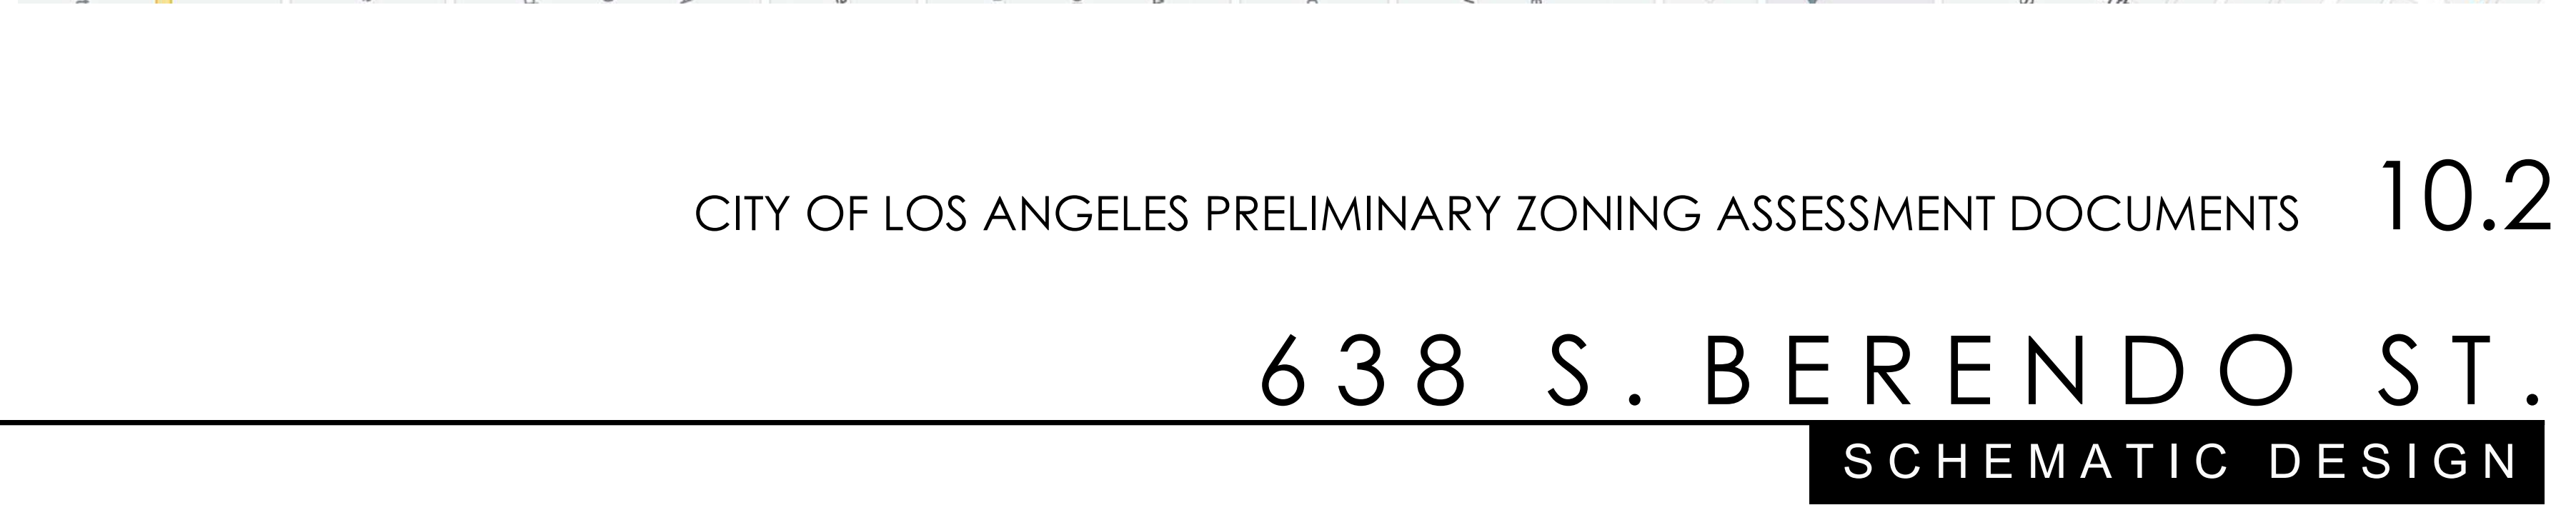 CITY OF LOS ANGELES PRELIMINARY ZONING ASSESSMENT DOCUMENTS 10.2
638 S. BERENDO ST.
SCHEMATIC DESIGN